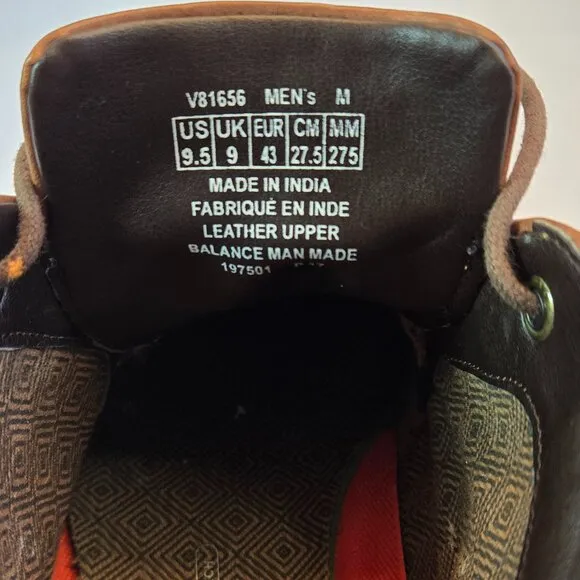 V81656 MEN's M
US UK EUR CM MM
9.5 9 43 27.5 275
MADE IN INDIA
FABRIQUÉ EN INDE
LEATHER UPPER
BALANCE MAN MADE
197501
CH